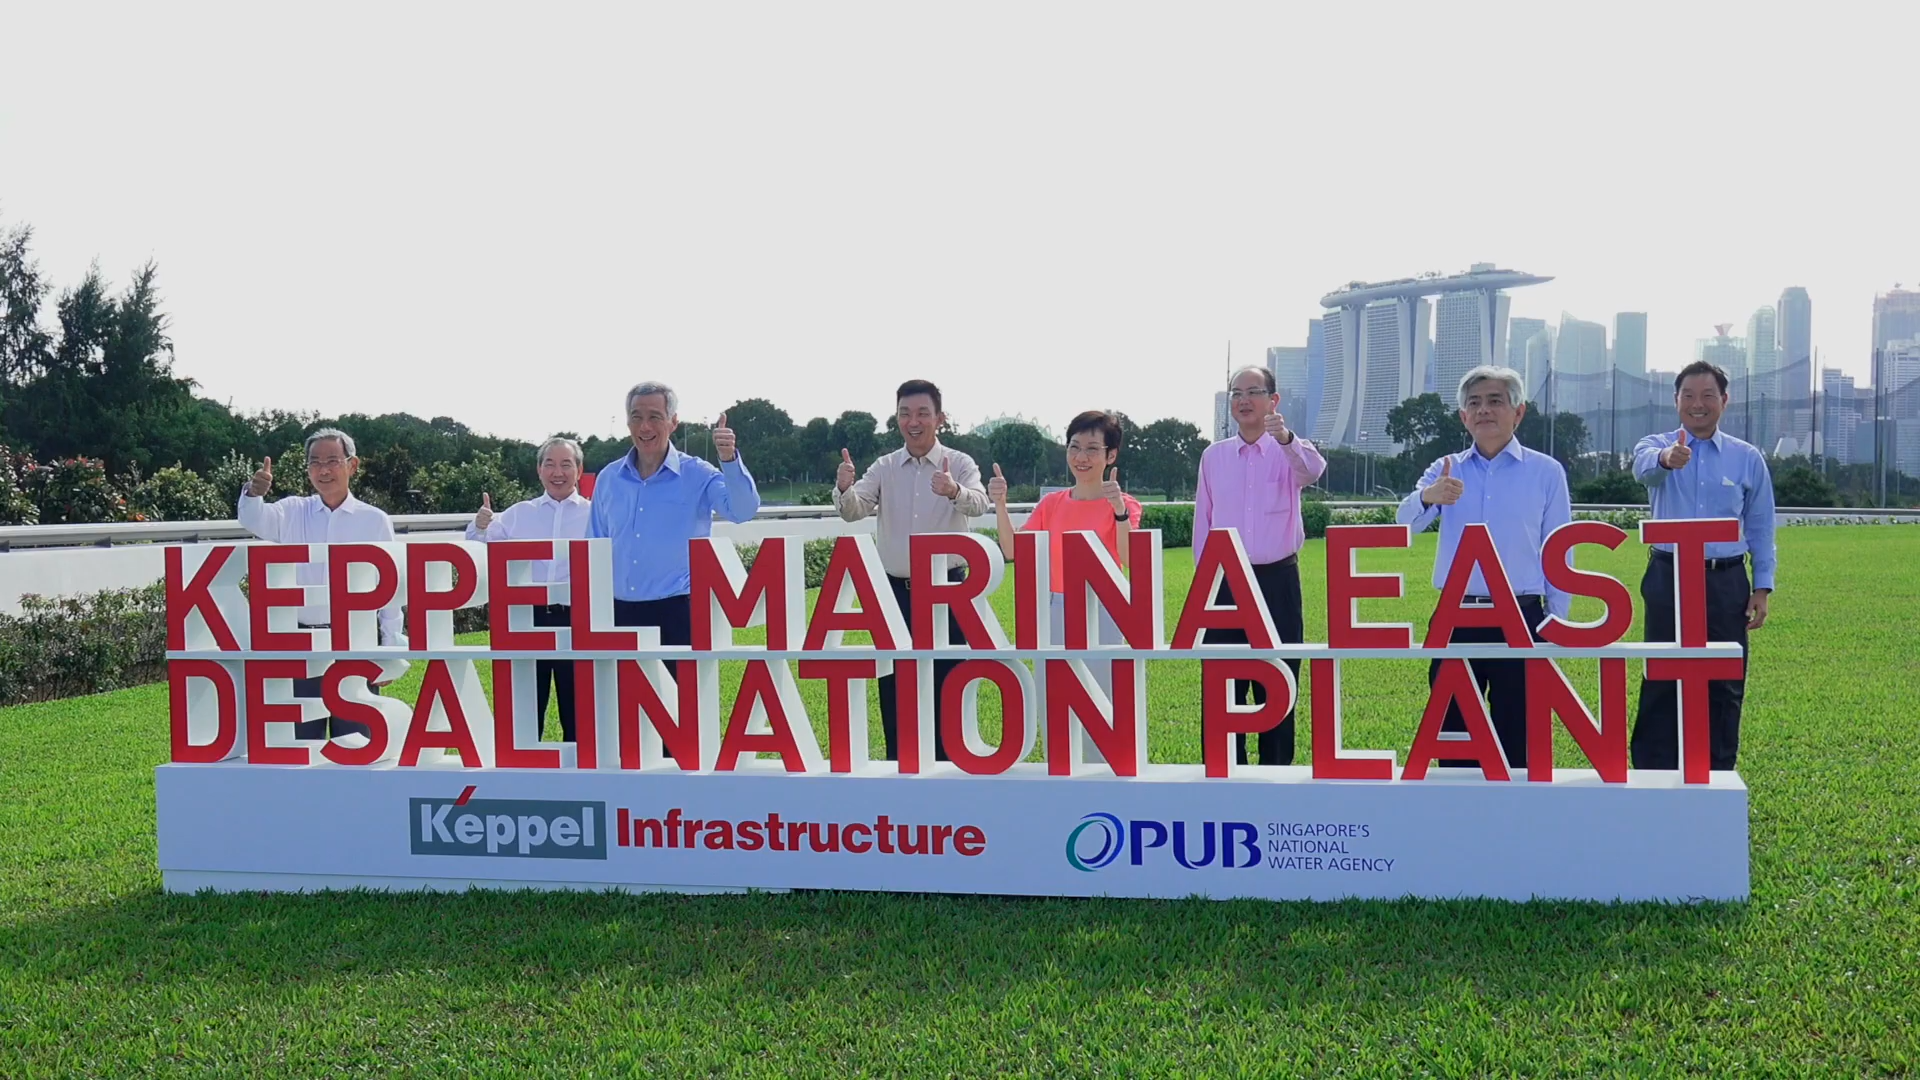 KEPPEL MARINA EAST
DESALINATION PLANT
Keppel Infrastructure
PUB
SINGAPORE'S
NATIONAL
WATER AGENCY